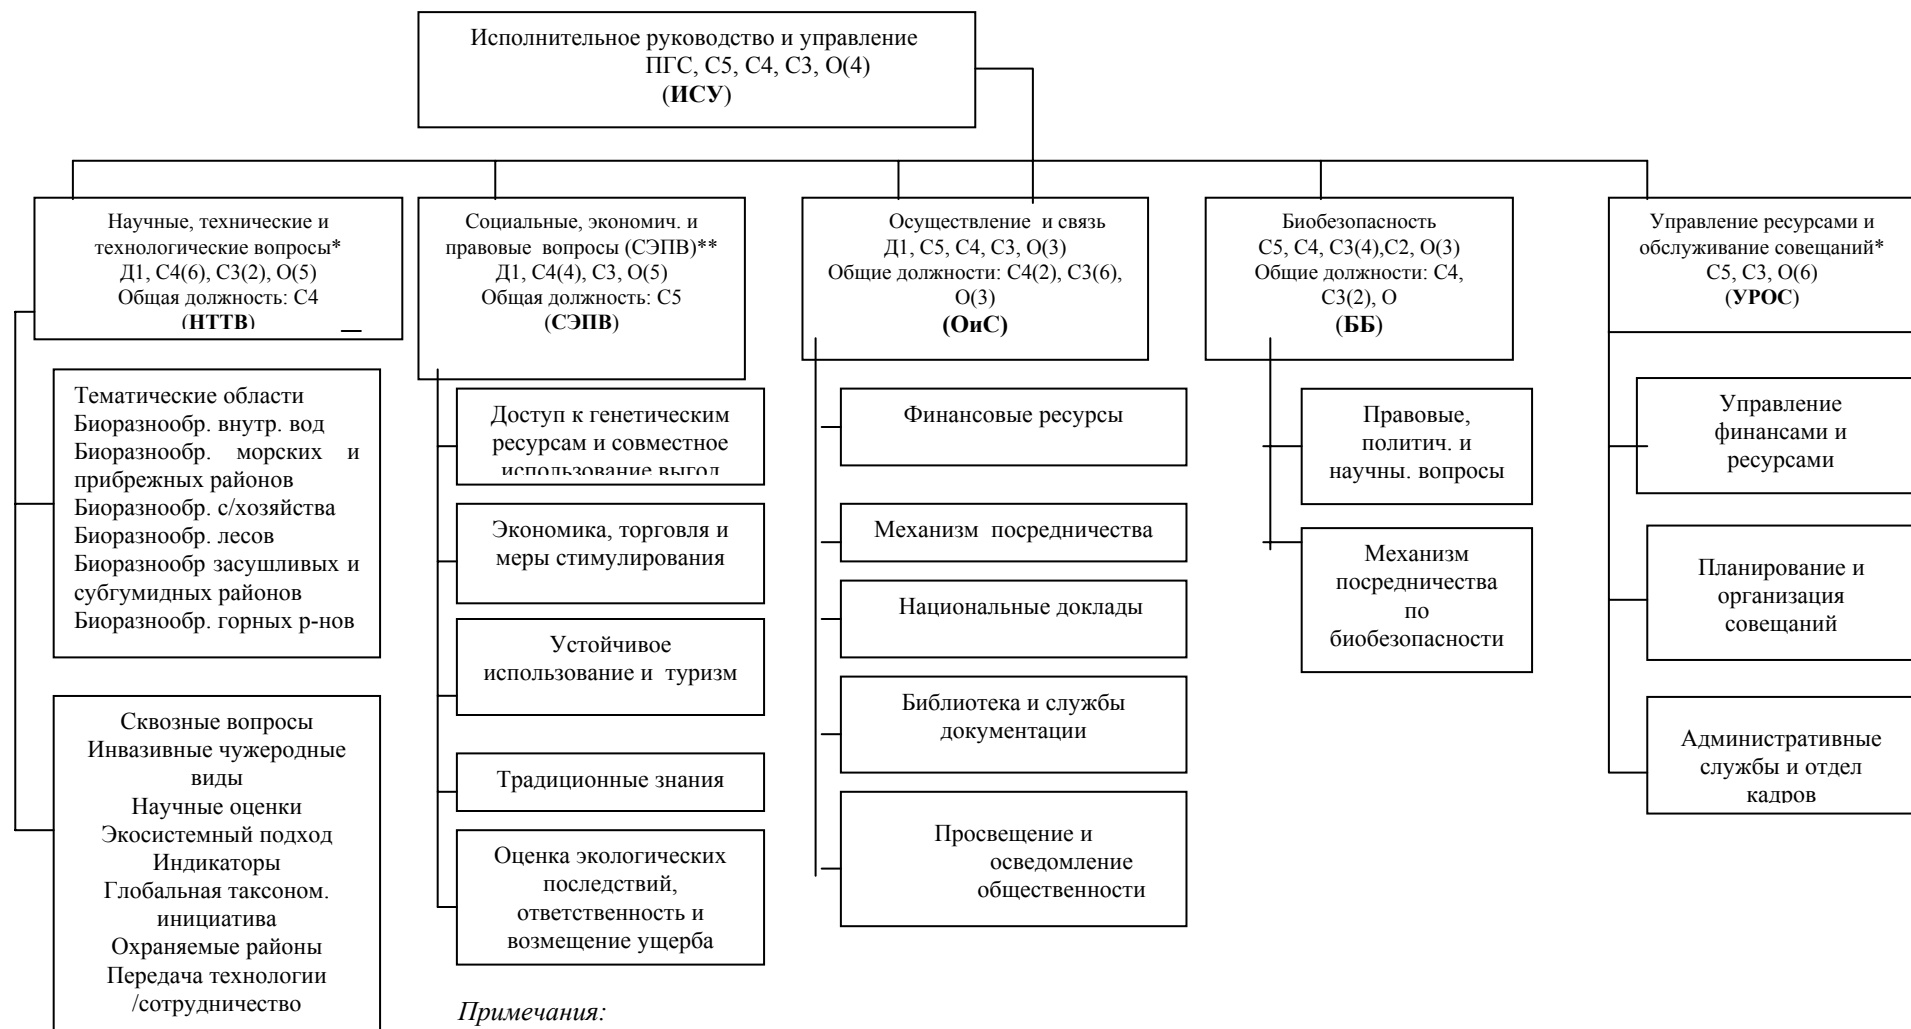 Исполнительное руководство и управление
ПГС, С5, С4, С3, О(4)
(ИСУ)
Научные, технические и
технологические вопросы*
Д1, С4(6), С3(2), О(5)
Общая должность: С4
(НТТВ)
Социальные, экономич. и
правовые вопросы (СЭПВ)**
Д1, С4(4), С3, О(5)
Общая должность: С5
(СЭПВ)
Осуществление и связь
Д1, С5, С4, С3, О(3)
Общие должности: С4(2), С3(6),
О(3)
(ОиС)
Биобезопасность
С5, С4, С3(4),С2, О(3)
Общие должности: С4,
С3(2), О
(ББ)
Управление ресурсами и
обслуживание совещаний*
С5, С3, О(6)
(УРОС)
Тематические области
Биоразнообр. внутр. вод
Биоразнообр. морских и
прибрежных районов
Биоразнообр. с/хозяйства
Биоразнообр. лесов
Биоразнообр засушливых и
субгумидных районов
Биоразнообр. горных р-нов
Сквозные вопросы
Инвазивные чужеродные
виды
Научные оценки
Экосистемный подход
Индикаторы
Глобальная таксоном.
инициатива
Охраняемые районы
Передача технологии
/сотрудничество
Доступ к генетическим
ресурсам и совместное
использование выгод
Экономика, торговля и
меры стимулирования
Устойчивое
использование и туризм
Традиционные знания
Оценка экологических
последствий,
ответственность и
возмещение ущерба
Финансовые ресурсы
Механизм посредничества
Национальные доклады
Библиотека и службы
документации
Просвещение и
осведомление
общественности
Правовые,
политич. и
научны. вопросы
Механизм
посредничества
по
биобезопасности
Управление
финансами и
ресурсами
Планирование и
организация
совещаний
Административные
службы и отдел
кадров
Примечания: